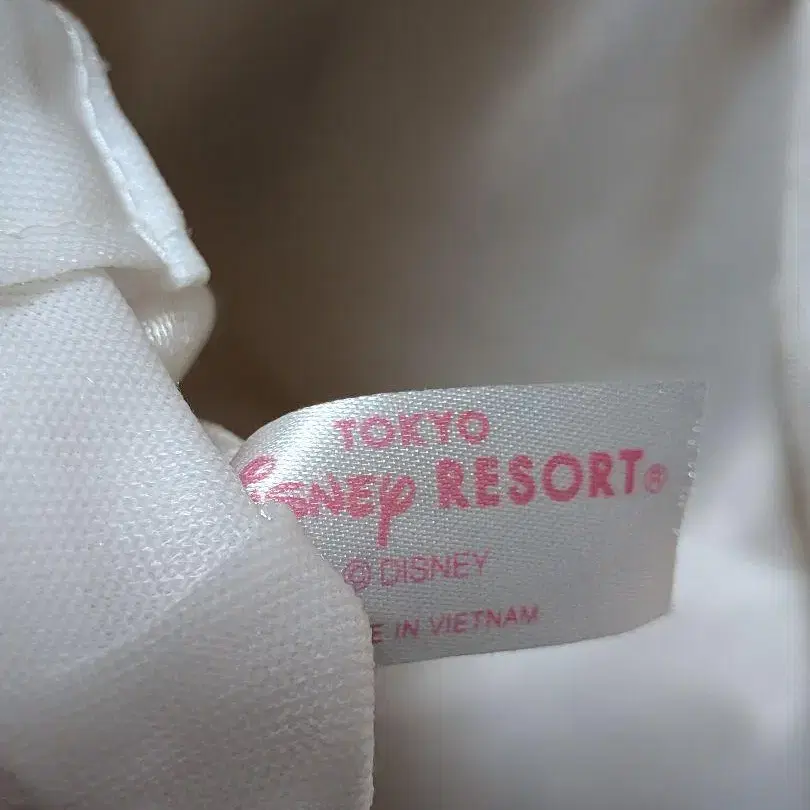 TOKYO
Disney RESORT®
© DISNEY
E IN VIETNAM